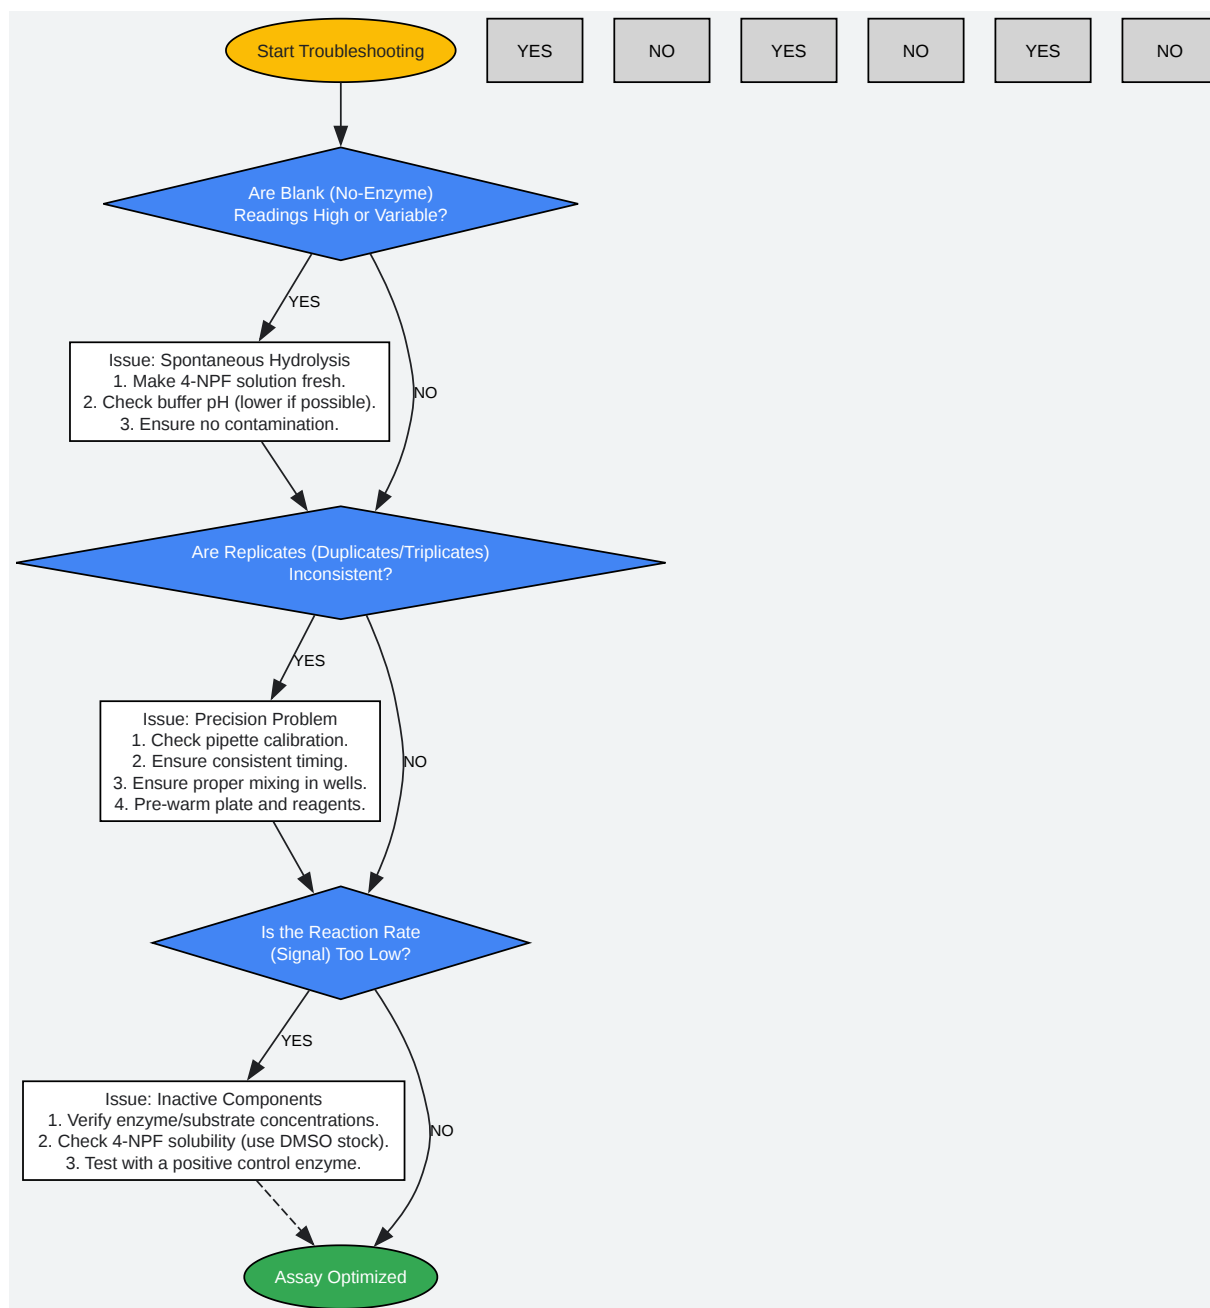 Start Troubleshooting
YES
NO
YES
NO
YES
NO
Are Blank (No-Enzyme)
Readings High or Variable?
YES
Issue: Spontaneous Hydrolysis
1. Make 4-NPF solution fresh.
2. Check buffer pH (lower if possible).
3. Ensure no contamination.
NO
Are Replicates (Duplicates/Triplicates)
Inconsistent?
YES
Issue: Precision Problem
1. Check pipette calibration.
2. Ensure consistent timing.
3. Ensure proper mixing in wells.
4. Pre-warm plate and reagents.
NO
Is the Reaction Rate
(Signal) Too Low?
YES
Issue: Inactive Components
1. Verify enzyme/substrate concentrations.
2. Check 4-NPF solubility (use DMSO stock).
3. Test with a positive control enzyme.
NO
Assay Optimized